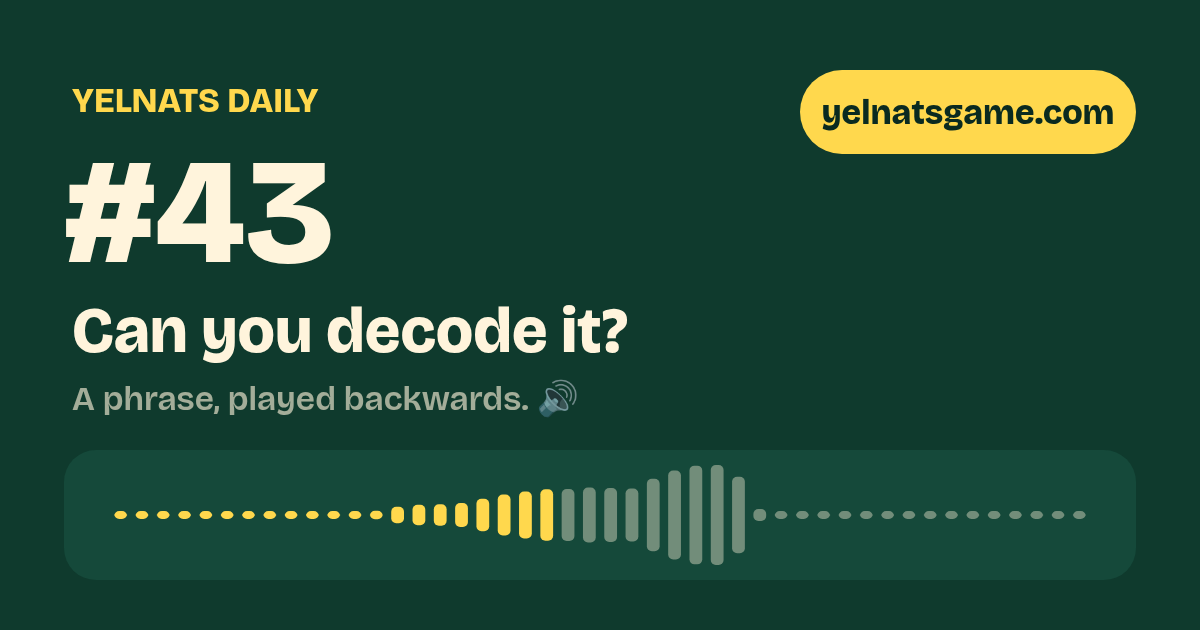 YELNATS DAILY
yelnatsgame.com
#43
Can you decode it?
A phrase, played backwards. 🔊